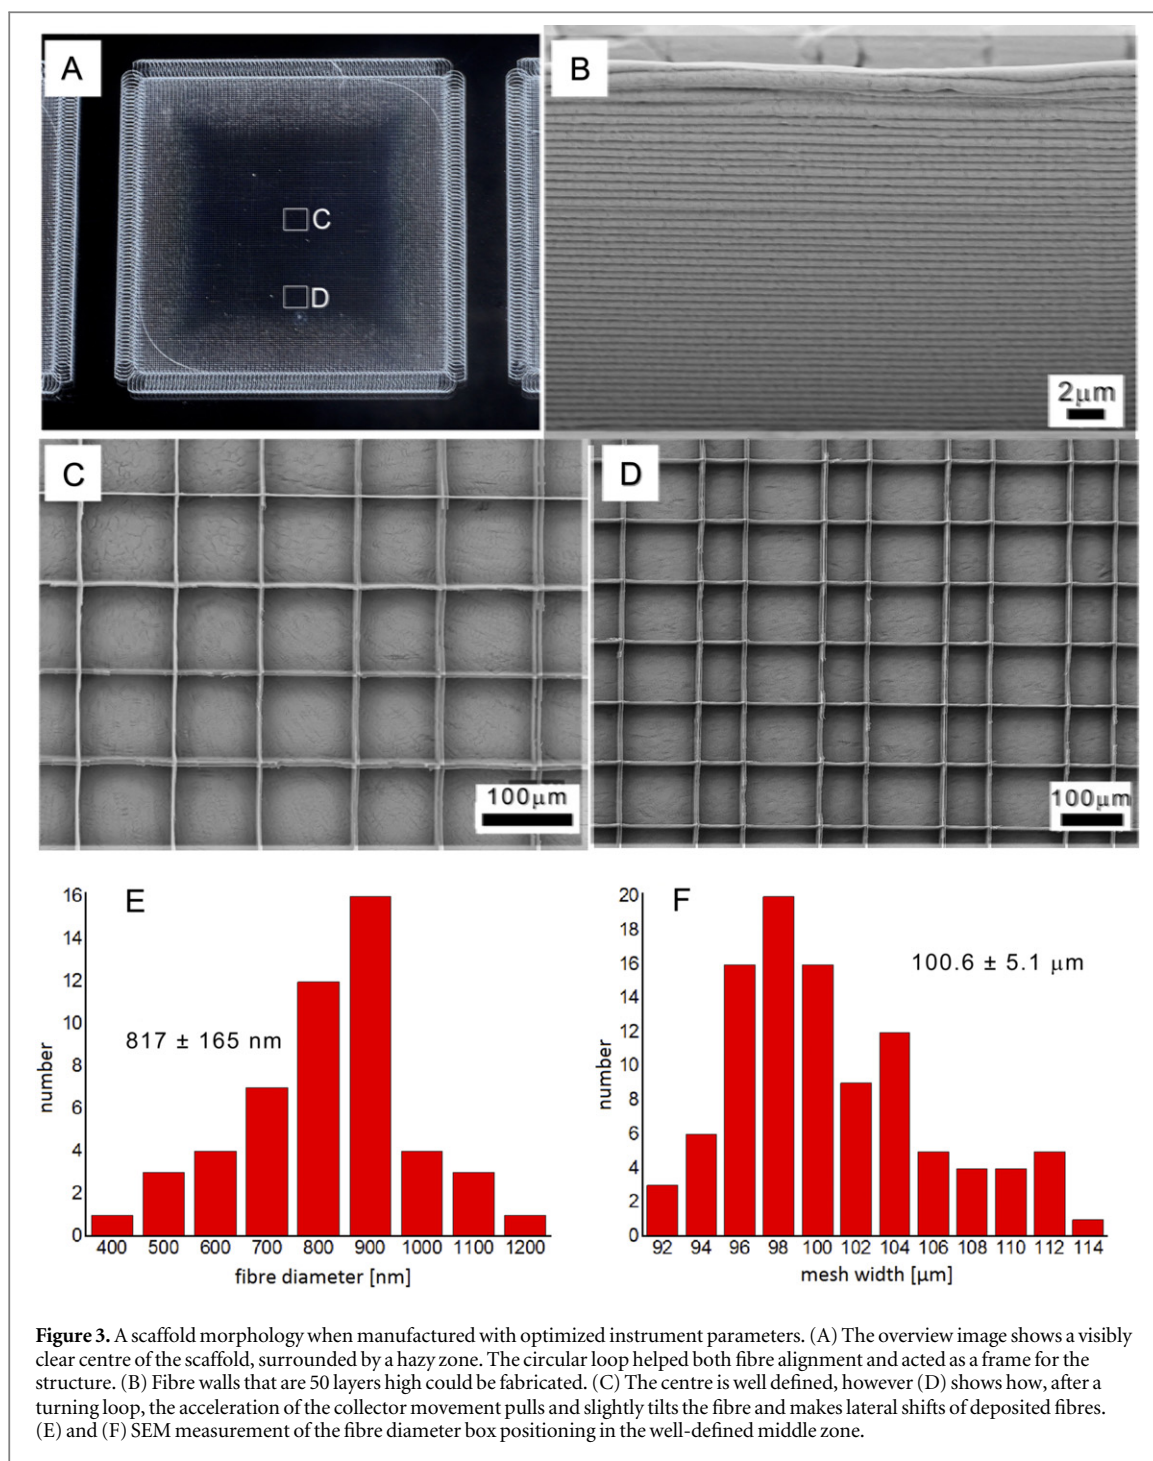 A
B
C
D
2μm
C
D
100μm
100μm
E
16
14
12
10
8
6
4
2
0
number
817 ± 165 nm
400 500 600 700 800 900 1000 1100 1200
fibre diameter [nm]
F
20
18
16
14
12
10
8
6
4
2
0
number
100.6 ± 5.1 μm
92 94 96 98 100 102 104 106 108 110 112 114
mesh width [μm]
Figure 3. A scaffold morphology when manufactured with optimized instrument parameters. (A) The overview image shows a visibly
clear centre of the scaffold, surrounded by a hazy zone. The circular loop helped both fibre alignment and acted as a frame for the
structure. (B) Fibre walls that are 50 layers high could be fabricated. (C) The centre is well defined, however (D) shows how, after a
turning loop, the acceleration of the collector movement pulls and slightly tilts the fibre and makes lateral shifts of deposited fibres.
(E) and (F) SEM measurement of the fibre diameter box positioning in the well-defined middle zone.